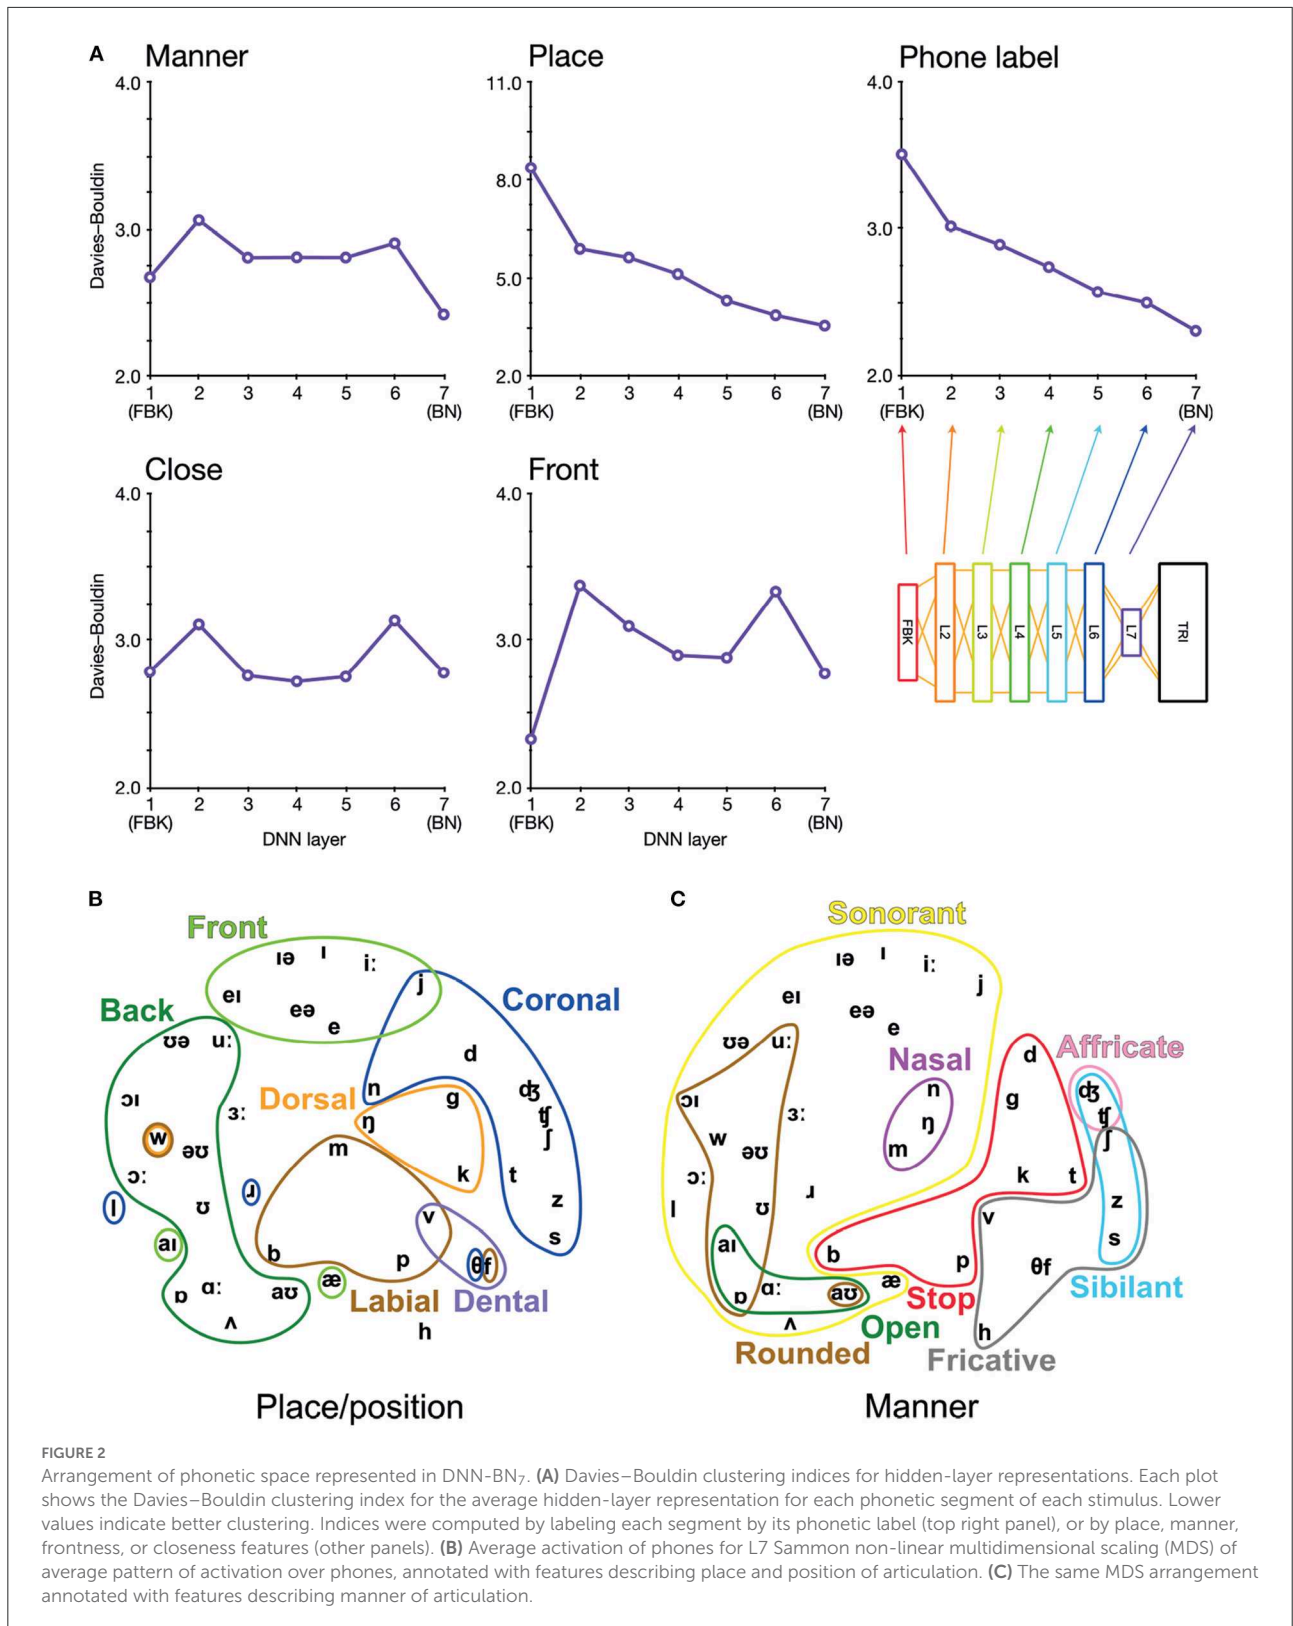 A
Manner
Place
Phone label
4.0
3.0
2.0
Davies–Bouldin
1 2 3 4 5 6 7
(FBK) (BN)
11.0
8.0
5.0
2.0
1 2 3 4 5 6 7
(FBK) (BN)
4.0
3.0
2.0
1 2 3 4 5 6 7
(FBK) (BN)
Close
Front
4.0
3.0
2.0
Davies–Bouldin
1 2 3 4 5 6 7
(FBK) (BN)
DNN layer
4.0
3.0
2.0
1 2 3 4 5 6 7
(FBK) (BN)
DNN layer
FBK L2 L3 L4 L5 L6 L7 TRI
B
Front
ɪə ɪ iː
j
eɪ
eə
e
Back
Coronal
ʊə uː
d
n
Dorsal
g
dʒ
ɔɪ
ɜː
ŋ
tʃ
ʃ
w
əʊ
m
ɔː
k
t
ɹ
l
ʊ
z
v
s
aɪ
b
p
θf
æ
ɒ ɑː aʊ
Labial Dental
ʌ
h
Place/position
C
Sonorant
ɪə ɪ iː
j
eɪ
eə
e
ʊə uː
d
Affricate
Nasal
n
g
dʒ
ɔɪ
ɜː
ŋ
tʃ
ʃ
w
əʊ
m
ɔː
k
t
ɹ
l
ʊ
z
v
s
aɪ
b
p
θf
æ
Sibilant
ɒ ɑː aʊ
Stop
ʌ
Open
h
Rounded
Fricative
Manner
FIGURE 2
Arrangement of phonetic space represented in DNN-BN₇. (A) Davies–Bouldin clustering indices for hidden-layer representations. Each plot
shows the Davies–Bouldin clustering index for the average hidden-layer representation for each phonetic segment of each stimulus. Lower
values indicate better clustering. Indices were computed by labeling each segment by its phonetic label (top right panel), or by place, manner,
frontness, or closeness features (other panels). (B) Average activation of phones for L7 Sammon non-linear multidimensional scaling (MDS) of
average pattern of activation over phones, annotated with features describing place and position of articulation. (C) The same MDS arrangement
annotated with features describing manner of articulation.